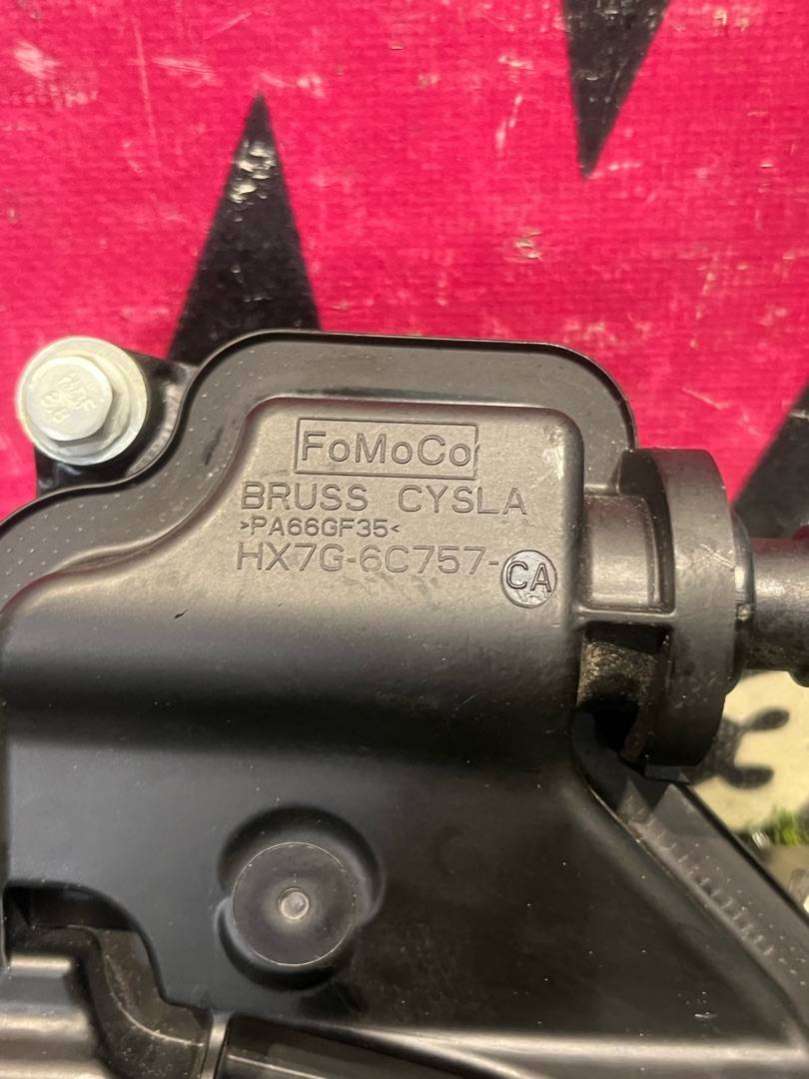 FoMoCo
BRUSS CYSLA
>PA66GF35<
HX7G-6C757-CA